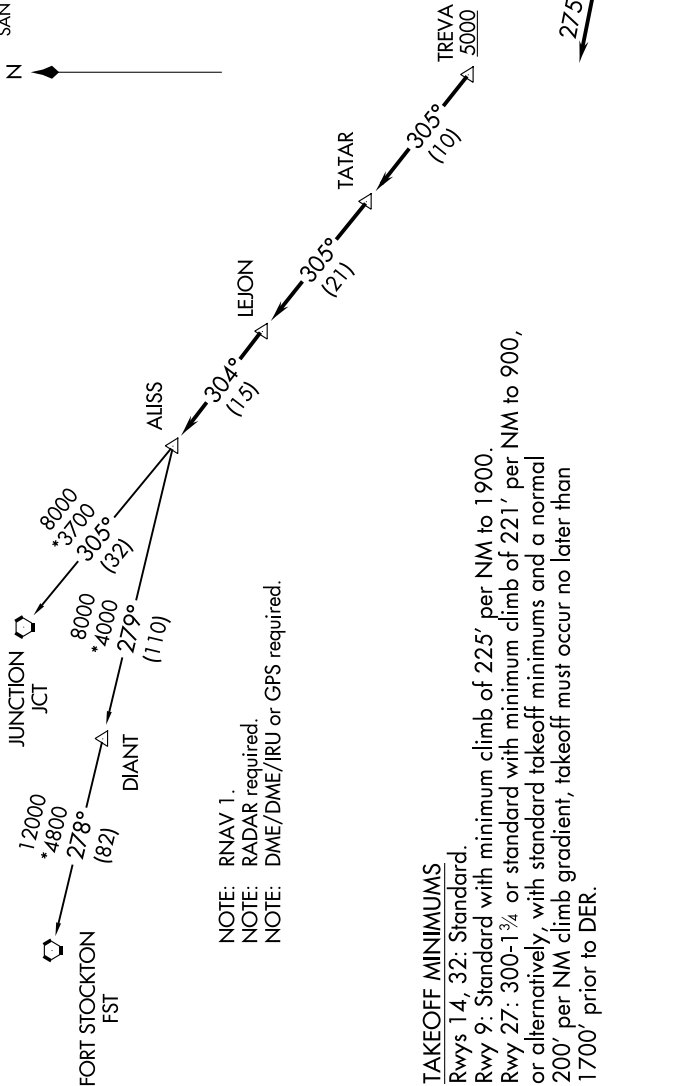 SAN
N
TREVA
5000
275
305°
(10)
TATAR
305°
(21)
LEJON
304°
(15)
ALISS
8000
*3700
305°
(32)
JUNCTION
JCT
8000
*4000
279°
(110)
DIANT
12000
*4800
278°
(82)
FORT STOCKTON
FST
NOTE: RNAV 1.
NOTE: RADAR required.
NOTE: DME/DME/IRU or GPS required.
TAKEOFF MINIMUMS
Rwys 14, 32: Standard.
Rwy 9: Standard with minimum climb of 225' per NM to 1900.
Rwy 27: 300-1¾ or standard with minimum climb of 221' per NM to 900,
or alternatively, with standard takeoff minimums and a normal
200' per NM climb gradient, takeoff must occur no later than
1700' prior to DER.